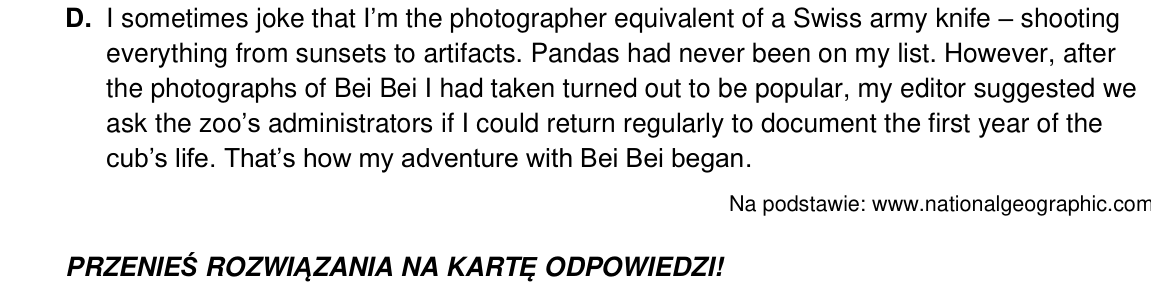 D. I sometimes joke that I’m the photographer equivalent of a Swiss army knife – shooting
everything from sunsets to artifacts. Pandas had never been on my list. However, after
the photographs of Bei Bei I had taken turned out to be popular, my editor suggested we
ask the zoo’s administrators if I could return regularly to document the first year of the
cub’s life. That’s how my adventure with Bei Bei began.
Na podstawie: www.nationalgeographic.com
PRZENIEŚ ROZWIĄZANIA NA KARTĘ ODPOWIEDZI!